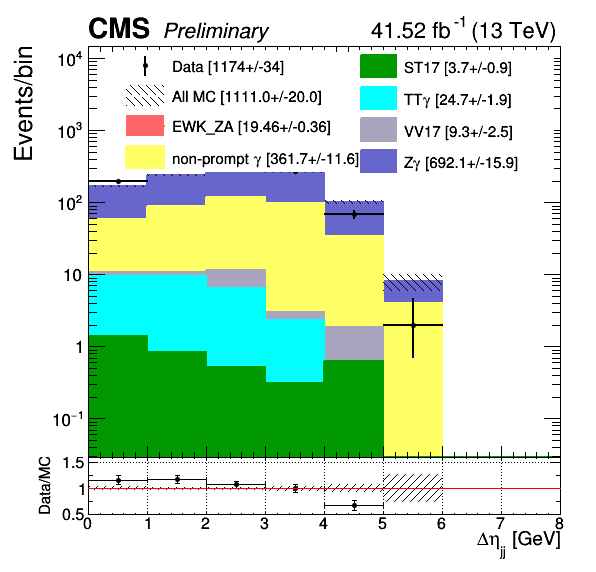 CMS Preliminary 41.52 fb⁻¹ (13 TeV)
Events/bin
10⁴
10³
10²
10
1
10⁻¹
Data [1174+/-34]
All MC [1111.0+/-20.0]
EWK_ZA [19.46+/-0.36]
non-prompt γ [361.7+/-11.6]
ST17 [3.7+/-0.9]
TTγ [24.7+/-1.9]
VV17 [9.3+/-2.5]
Zγ [692.1+/-15.9]
Data/MC
1.5
1
0.5
0 1 2 3 4 5 6 7 8
Δη_jj [GeV]